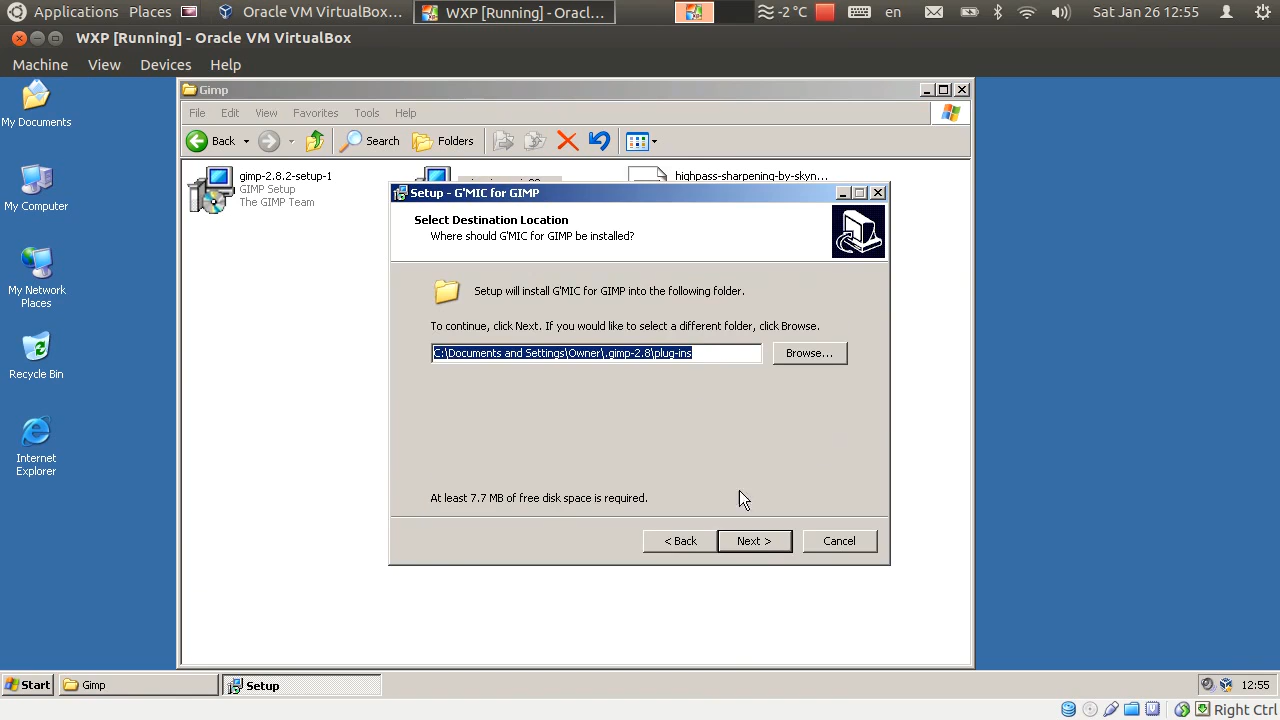 Applications Places Oracle VM VirtualBox... WXP [Running] - Oracl... -2 °C en Sat Jan 26 12:55
WXP [Running] - Oracle VM VirtualBox
Machine View Devices Help
Gimp
File Edit View Favorites Tools Help
Back Search Folders
My Documents
My Computer
My Network
Places
Recycle Bin
Internet
Explorer
gimp-2.8.2-setup-1
GIMP Setup
The GIMP Team
highpass-sharpening-by-skyn...
Setup - G'MIC for GIMP
Select Destination Location
Where should G'MIC for GIMP be installed?
Setup will install G'MIC for GIMP into the following folder.
To continue, click Next. If you would like to select a different folder, click Browse.
C:\Documents and Settings\Owner\.gimp-2.8\plug-ins
Browse...
At least 7.7 MB of free disk space is required.
< Back Next > Cancel
Start Gimp Setup 12:55
Right Ctrl